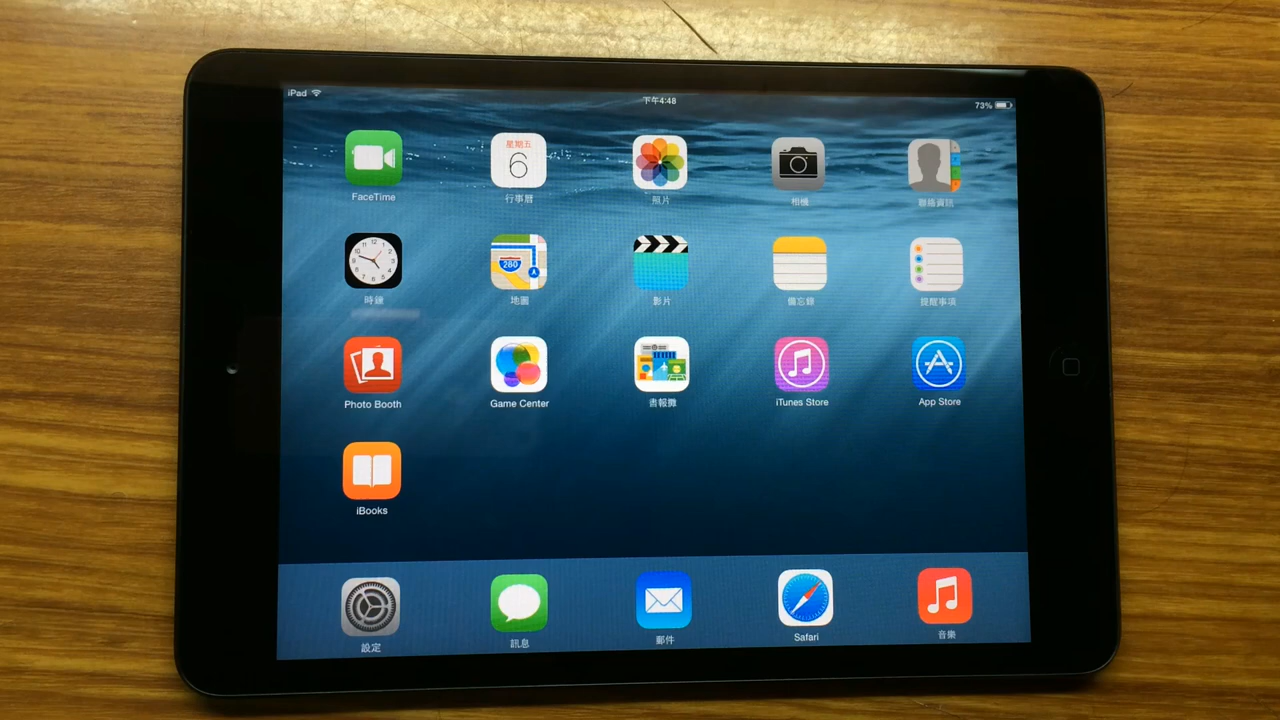 iPad
下午4:48
73%
FaceTime
星期五
6
行事曆
照片
相機
聯絡資訊
時鐘
280
地圖
影片
備忘錄
提醒事項
Photo Booth
Game Center
書報攤
iTunes Store
App Store
iBooks
設定
訊息
郵件
Safari
音樂